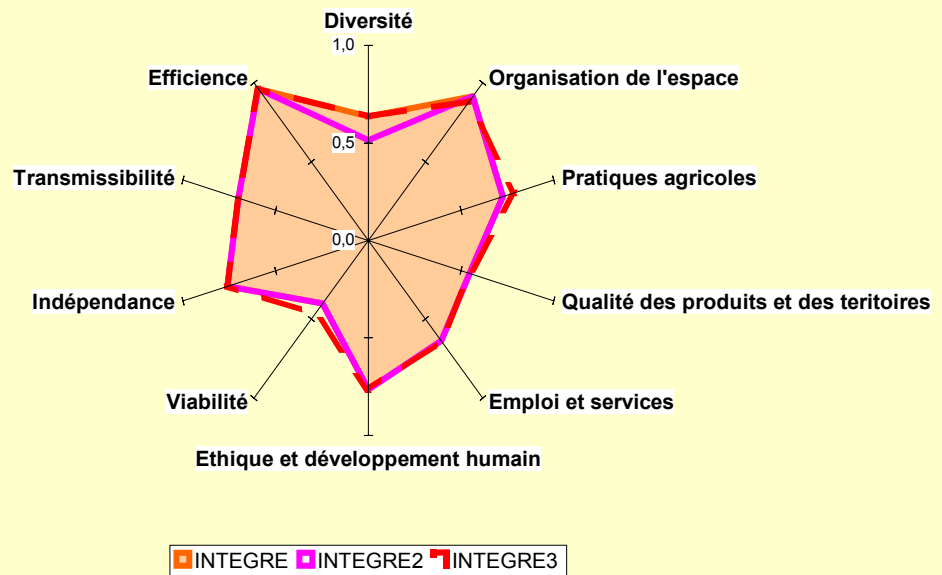 Diversité
1,0
Efficience
Organisation de l'espace
0,5
Transmissibilité
Pratiques agricoles
0,0
Indépendance
Qualité des produits et des teritoires
Viabilité
Emploi et services
Ethique et développement humain
INTEGRE INTEGRE2 INTEGRE3